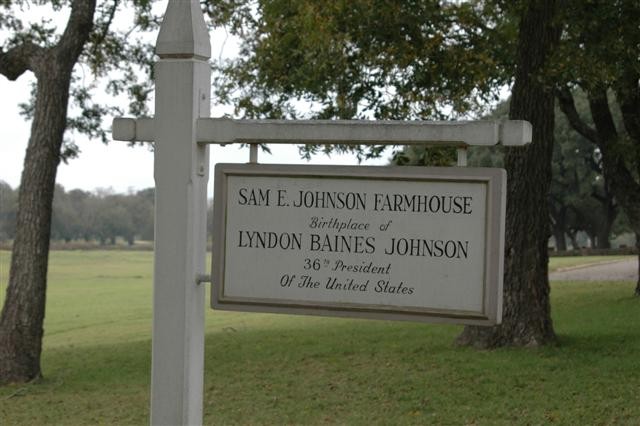 SAM E. JOHNSON FARMHOUSE
Birthplace of
LYNDON BAINES JOHNSON
36th President
Of The United States